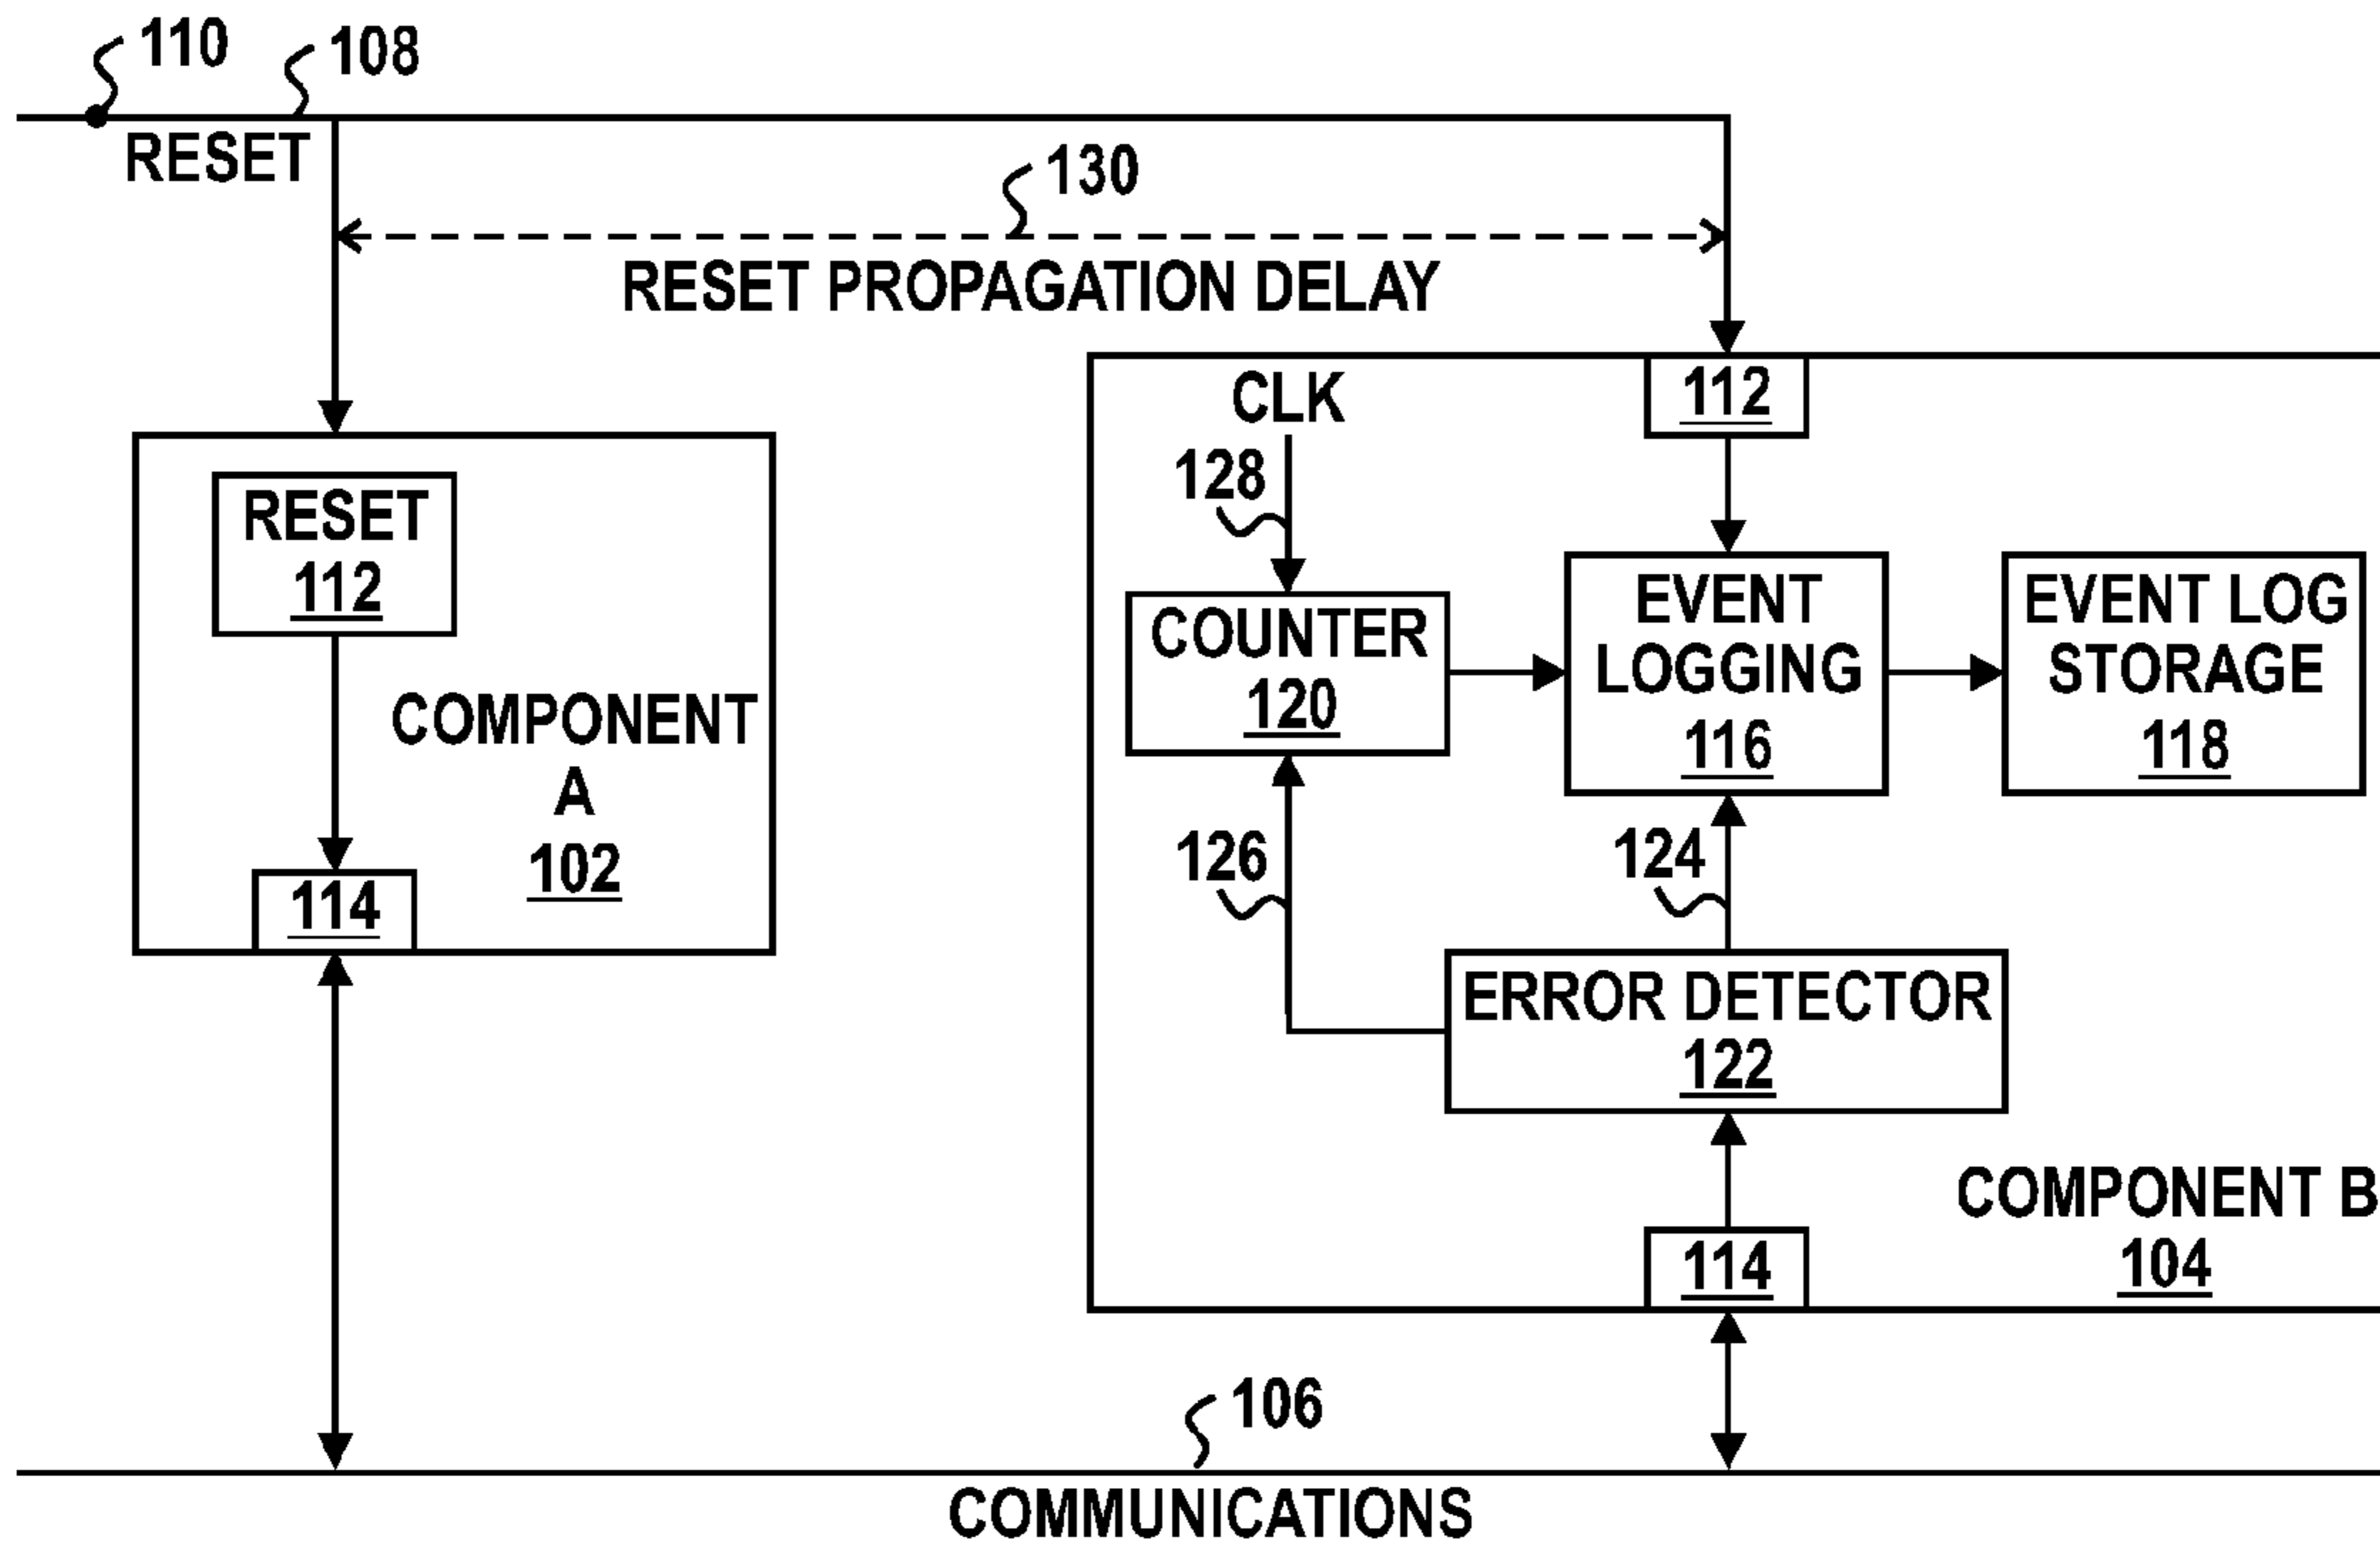 110
108
RESET
130
RESET PROPAGATION DELAY
RESET
112
COMPONENT
A
102
114
CLK
128
112
COUNTER
120
EVENT
LOGGING
116
EVENT LOG
STORAGE
118
126
124
ERROR DETECTOR
122
COMPONENT B
104
114
106
COMMUNICATIONS